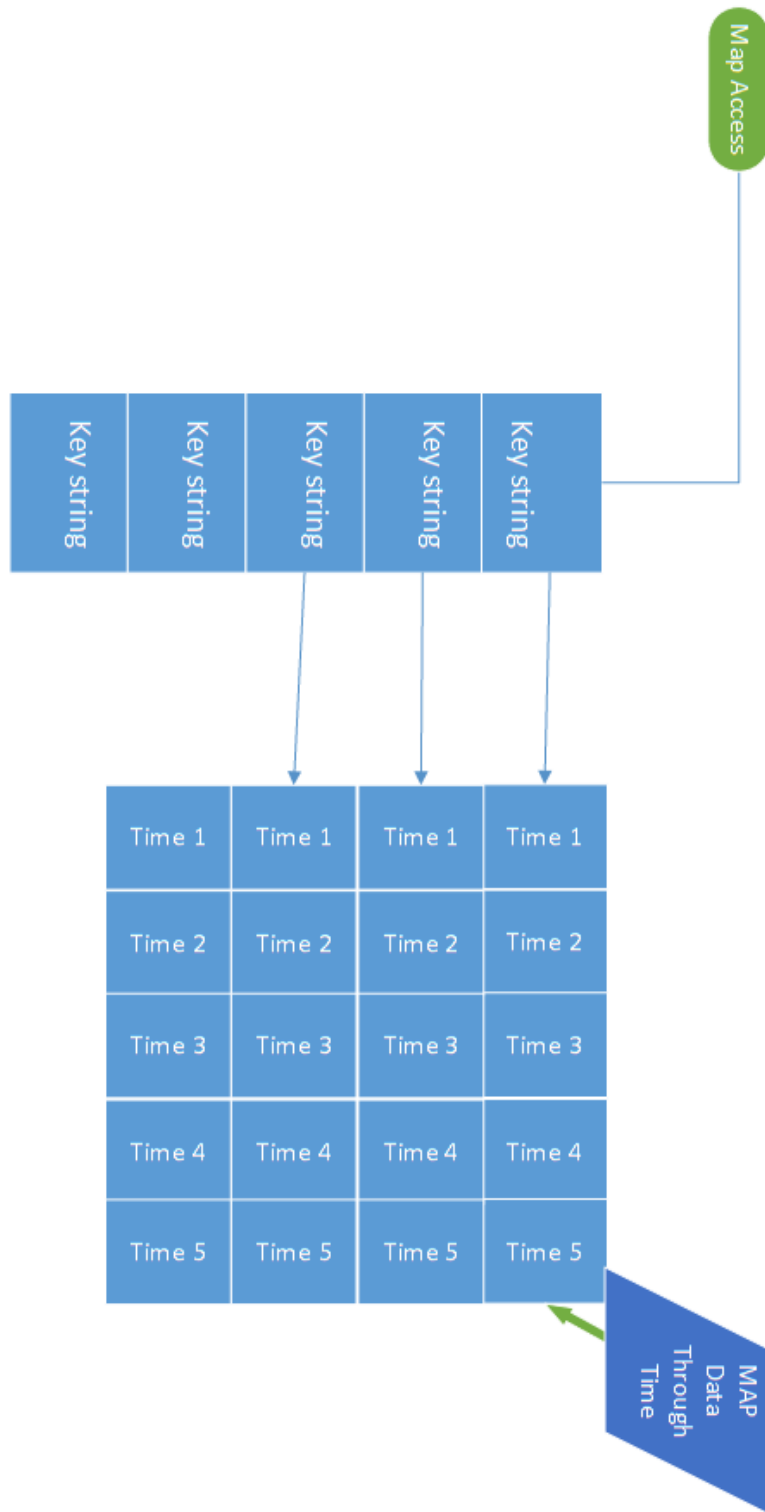 Map Access
Key string
Key string
Key string
Key string
Key string
Time 1 Time 1 Time 1 Time 1
Time 2 Time 2 Time 2 Time 2
Time 3 Time 3 Time 3 Time 3
Time 4 Time 4 Time 4 Time 4
Time 5 Time 5 Time 5 Time 5
MAP
Data
Through
Time